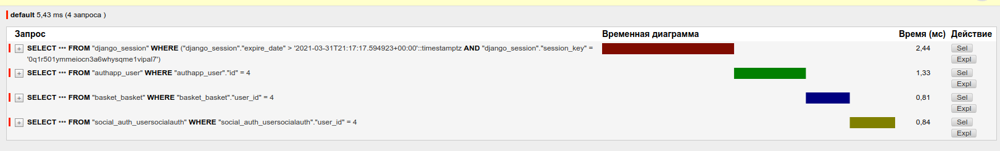 default 5,43 ms (4 запроса )
Запрос Временная диаграмма Время (мс) Действие
+ SELECT ••• FROM "django_session" WHERE ("django_session"."expire_date" > '2021-03-31T21:17:17.594923+00:00'::timestamptz AND "django_session"."session_key" = 2,44 Sel
'0q1r501ymmeiocn3a6whysqme1vipal7') Expl
+ SELECT ••• FROM "authapp_user" WHERE "authapp_user"."id" = 4 1,33 Sel
Expl
+ SELECT ••• FROM "basket_basket" WHERE "basket_basket"."user_id" = 4 0,81 Sel
Expl
+ SELECT ••• FROM "social_auth_usersocialauth" WHERE "social_auth_usersocialauth"."user_id" = 4 0,84 Sel
Expl